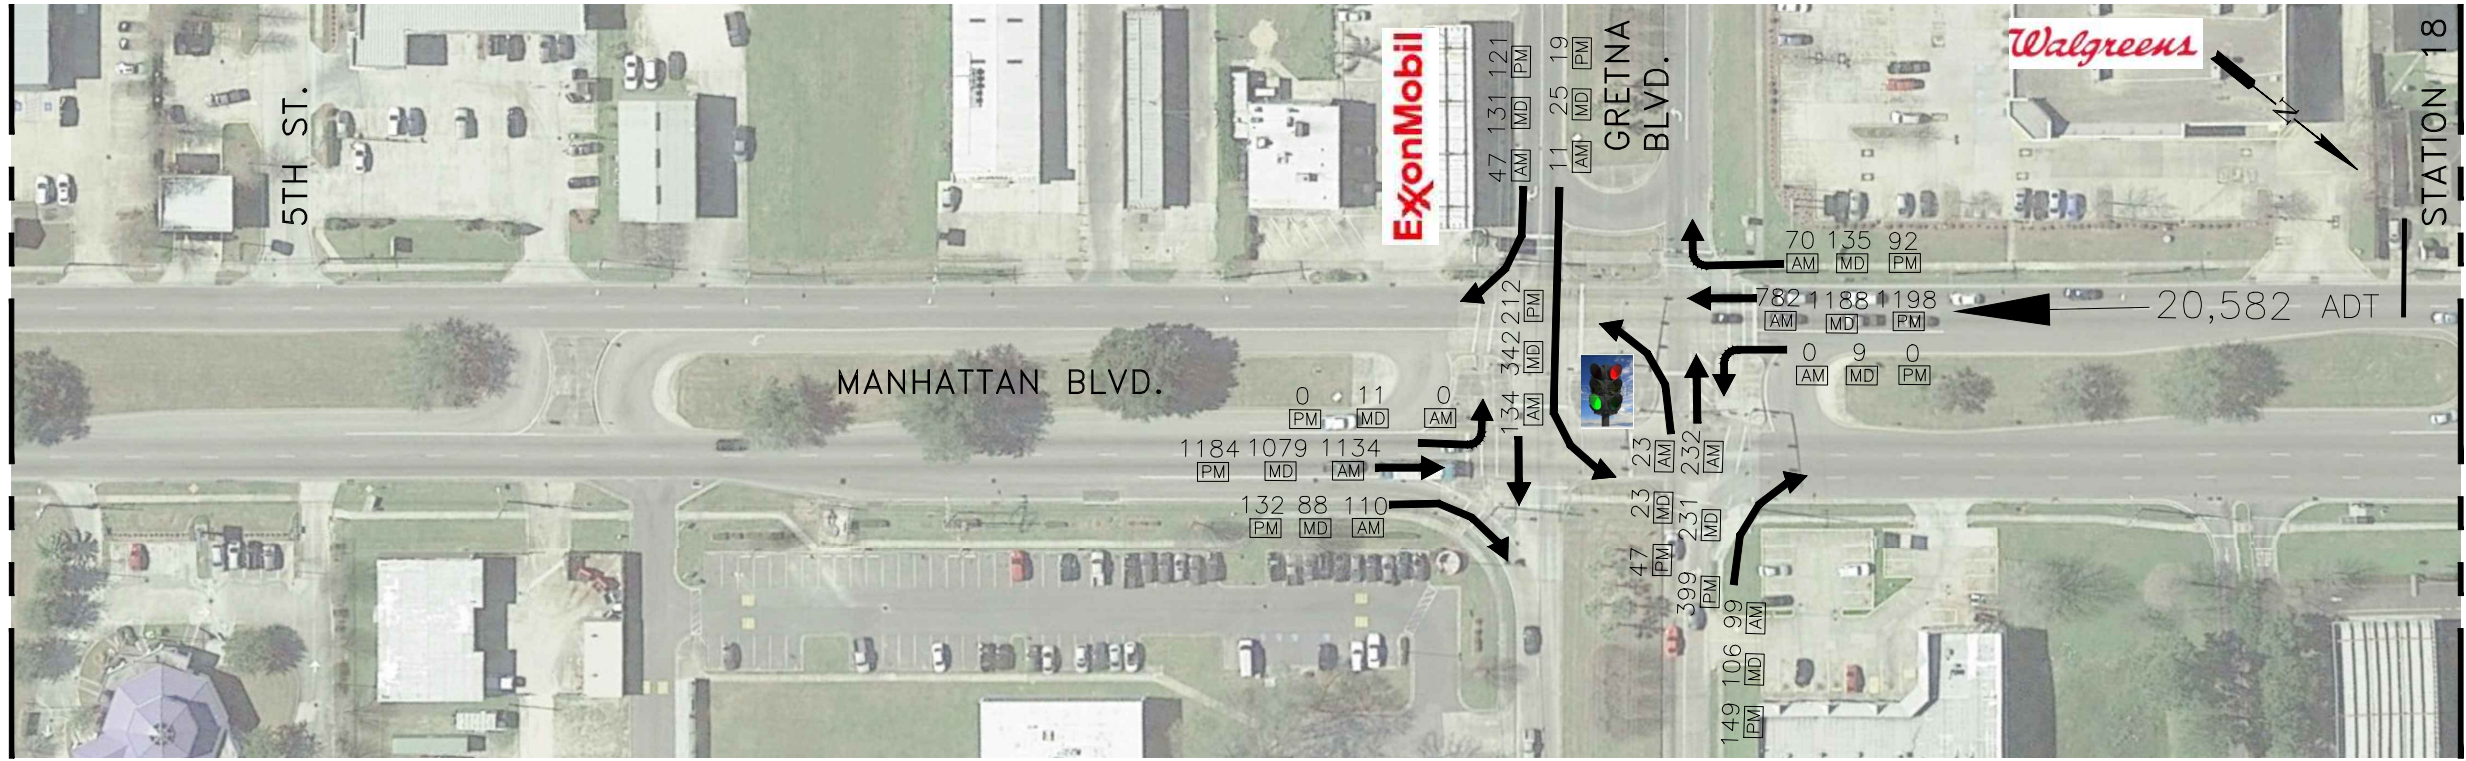 5TH ST.
ExxonMobil
47 131 121
AM MD PM
11 25 19
AM MD PM
GRETNA
BLVD.
Walgreens
N
STATION 18
70 135 92
AM MD PM
782 1188 1198
AM MD PM
20,582 ADT
0 9 0
AM MD PM
134 342 212
AM MD PM
MANHATTAN BLVD.
0 11 0
PM MD AM
1184 1079 1134
PM MD AM
132 88 110
PM MD AM
23 AM
23 MD
47 PM
232 AM
231 MD
399 PM
99 AM
106 MD
149 PM